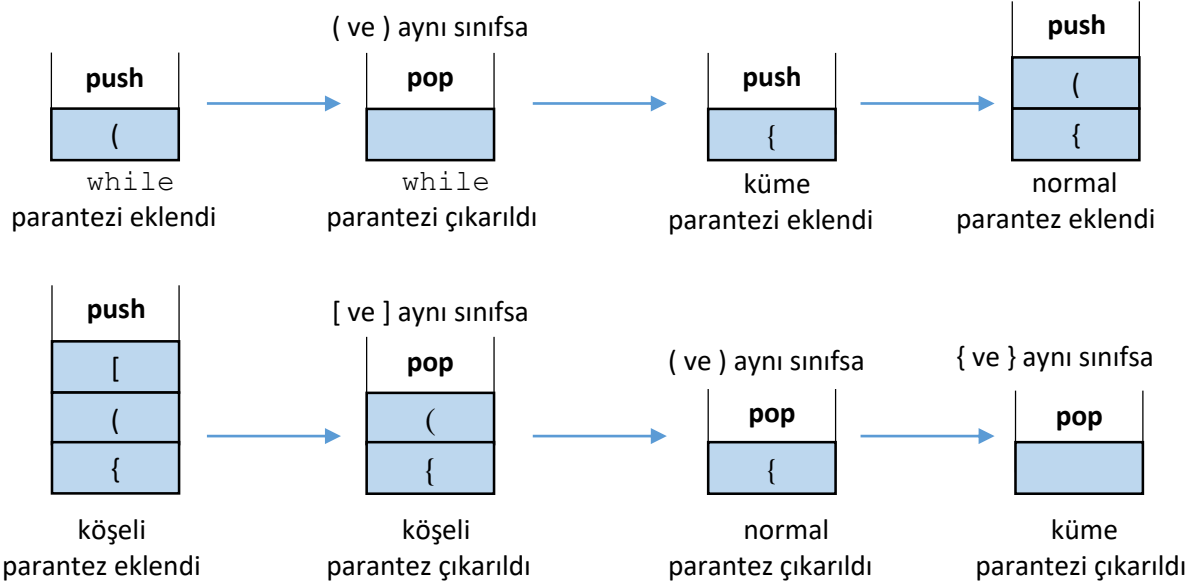 ( ve ) aynı sınıfsa
push
(
while
parantezi eklendi
pop
while
parantezi çıkarıldı
push
{
küme
parantezi eklendi
push
(
{
normal
parantez eklendi
push
[
(
{
köşeli
parantez eklendi
[ ve ] aynı sınıfsa
pop
(
{
köşeli
parantez çıkarıldı
( ve ) aynı sınıfsa
pop
{
normal
parantez çıkarıldı
{ ve } aynı sınıfsa
pop
küme
parantezi çıkarıldı